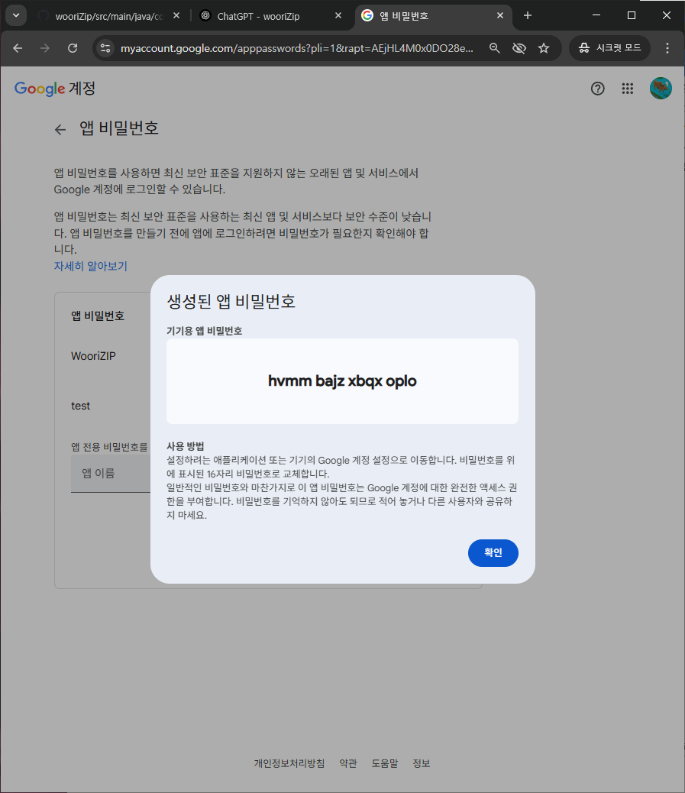 wooriZip/src/main/java/co
ChatGPT - wooriZip
앱 비밀번호
myaccount.google.com/apppasswords?pli=1&rapt=AEjHL4M0x0DO28e...
시크릿 모드
Google 계정
앱 비밀번호
앱 비밀번호를 사용하면 최신 보안 표준을 지원하지 않는 오래된 앱 및 서비스에서
Google 계정에 로그인할 수 있습니다.
앱 비밀번호는 최신 보안 표준을 사용하는 최신 앱 및 서비스보다 보안 수준이 낮습니
다. 앱 비밀번호를 만들기 전에 앱에 로그인하려면 비밀번호가 필요한지 확인해야 합
니다.
자세히 알아보기
앱 비밀번호
WooriZIP
test
앱 전용 비밀번호를
앱 이름
생성된 앱 비밀번호
기기용 앱 비밀번호
hvmm bajz xbqx oplo
사용 방법
설정하려는 애플리케이션 또는 기기의 Google 계정 설정으로 이동합니다. 비밀번호를 위
에 표시된 16자리 비밀번호로 교체합니다.
일반적인 비밀번호와 마찬가지로 이 앱 비밀번호는 Google 계정에 대한 완전한 액세스 권
한을 부여합니다. 비밀번호를 기억하지 않아도 되므로 적어 놓거나 다른 사용자와 공유하
지 마세요.
확인
개인정보처리방침 약관 도움말 정보